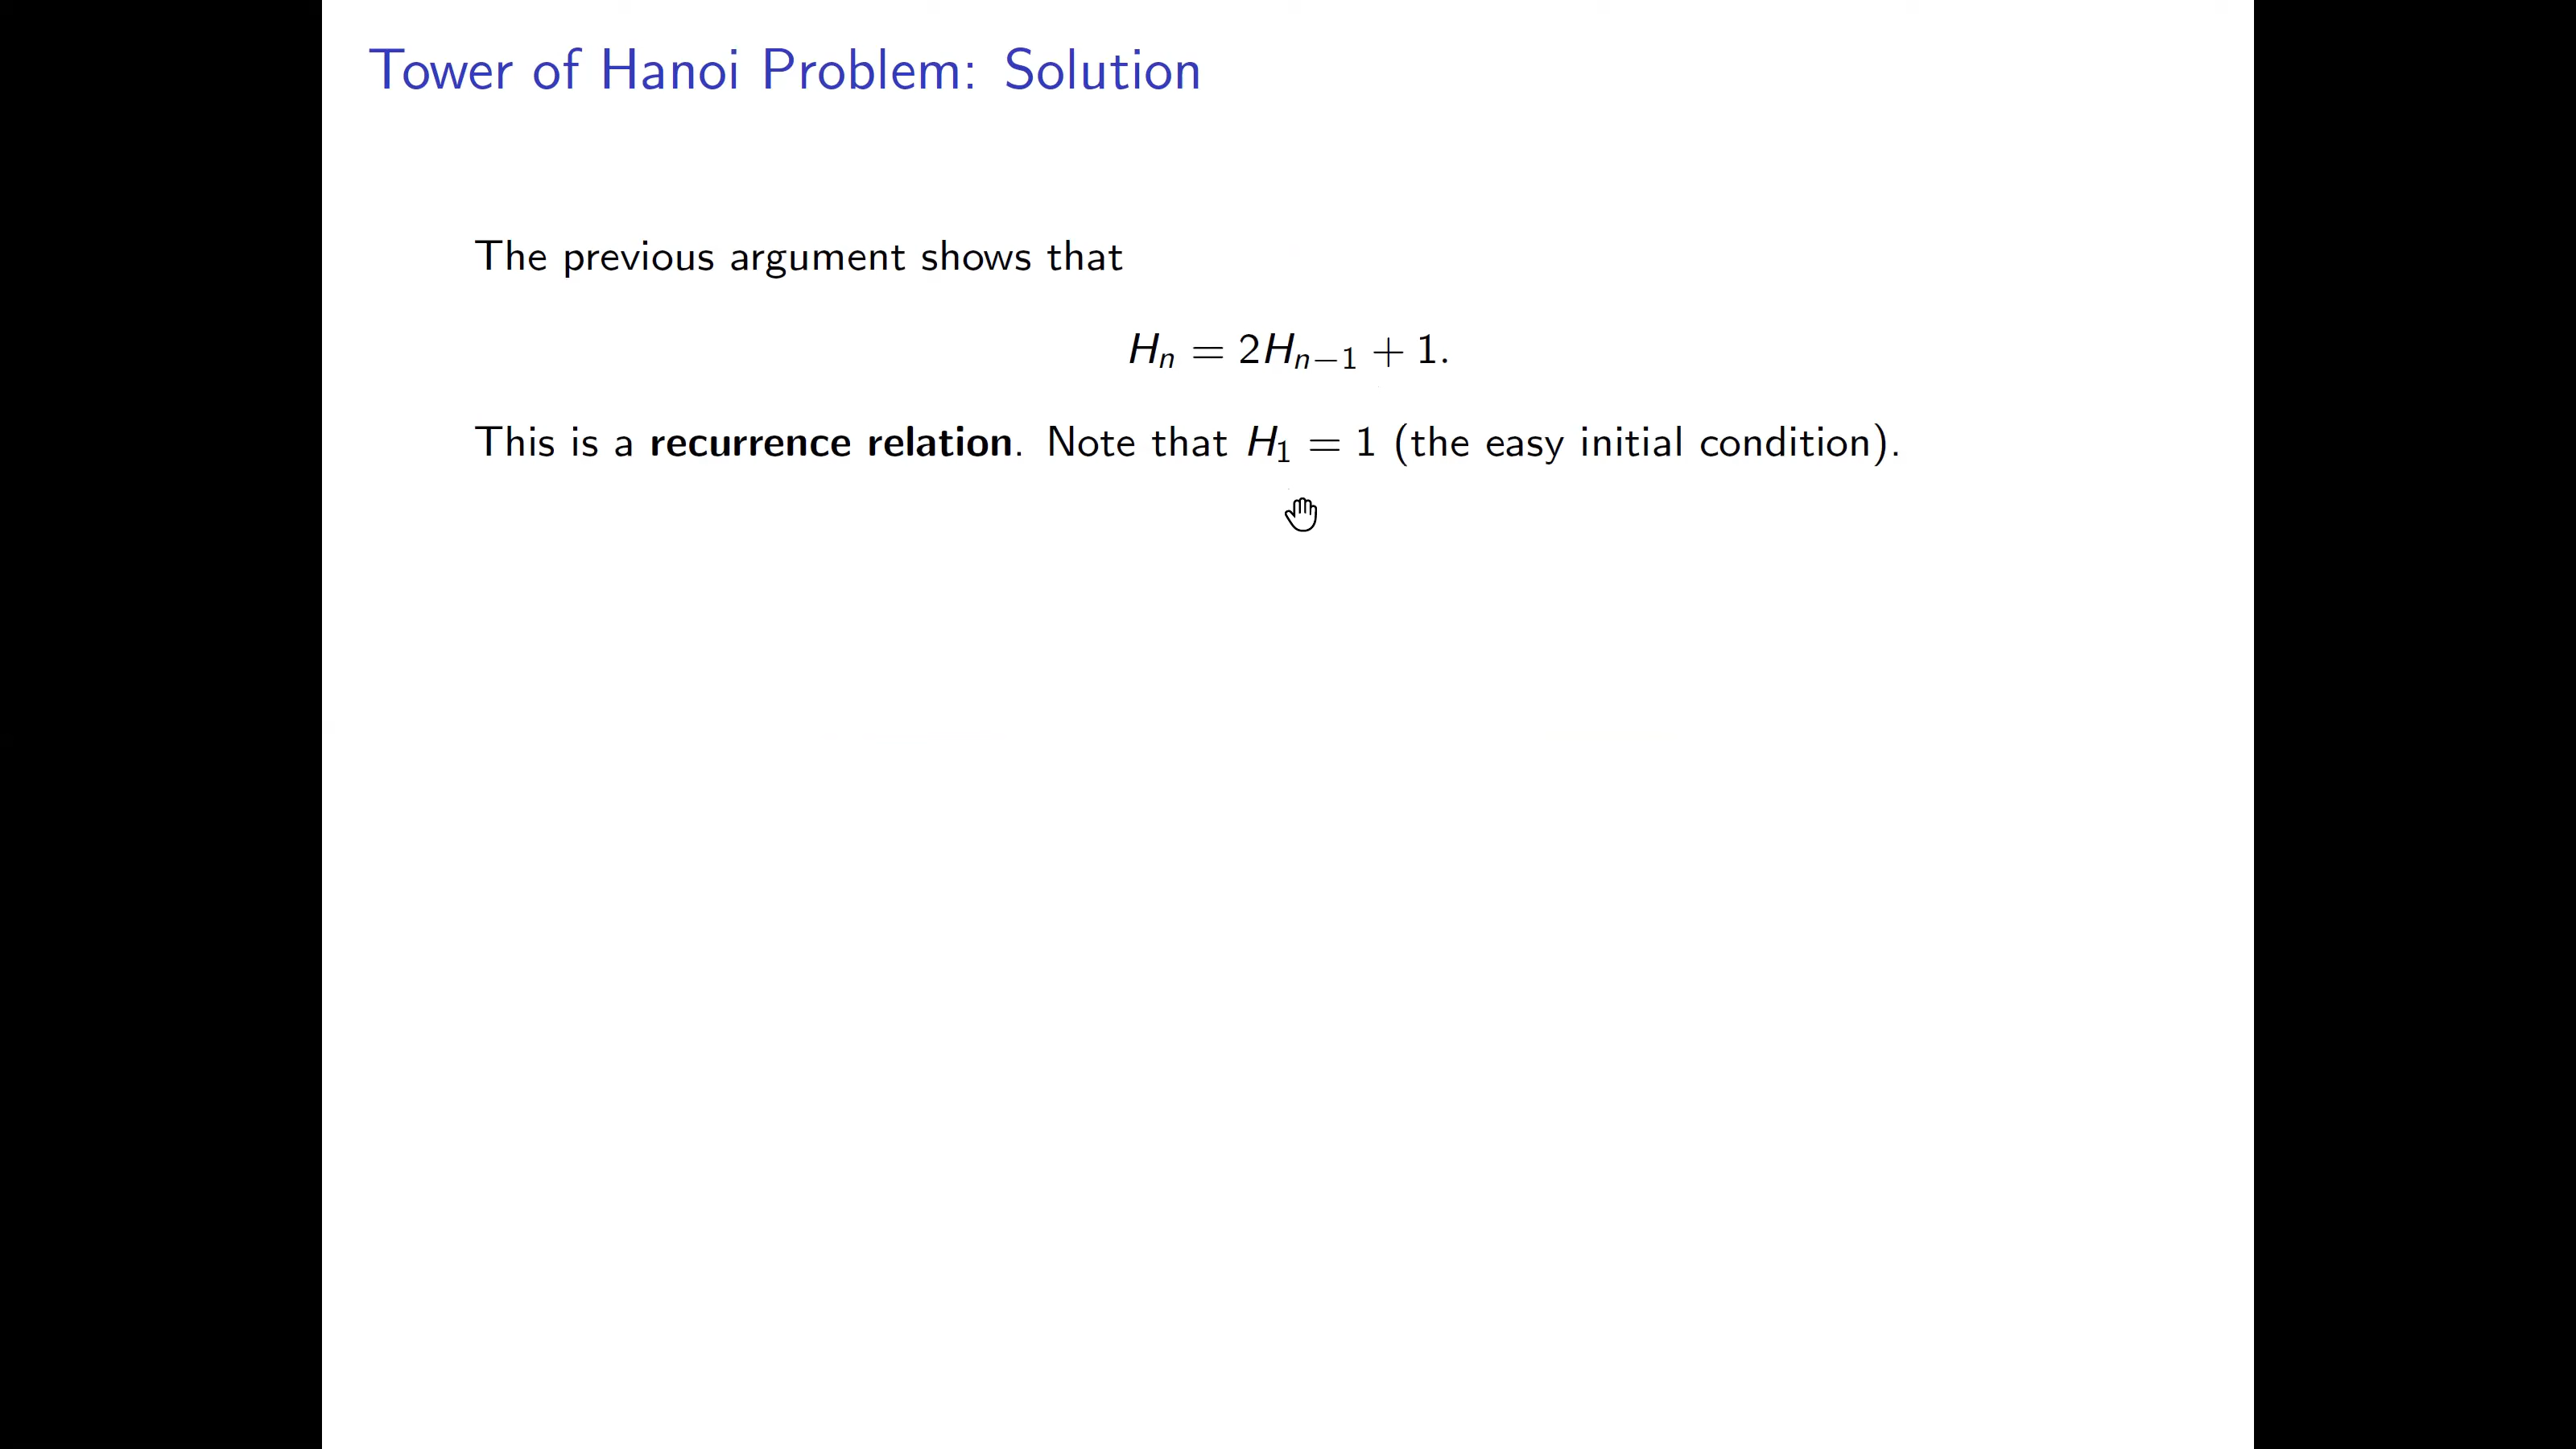 Tower of Hanoi Problem: Solution
The previous argument shows that
Hₙ = 2Hₙ₋₁ + 1.
This is a recurrence relation. Note that H₁ = 1 (the easy initial condition).